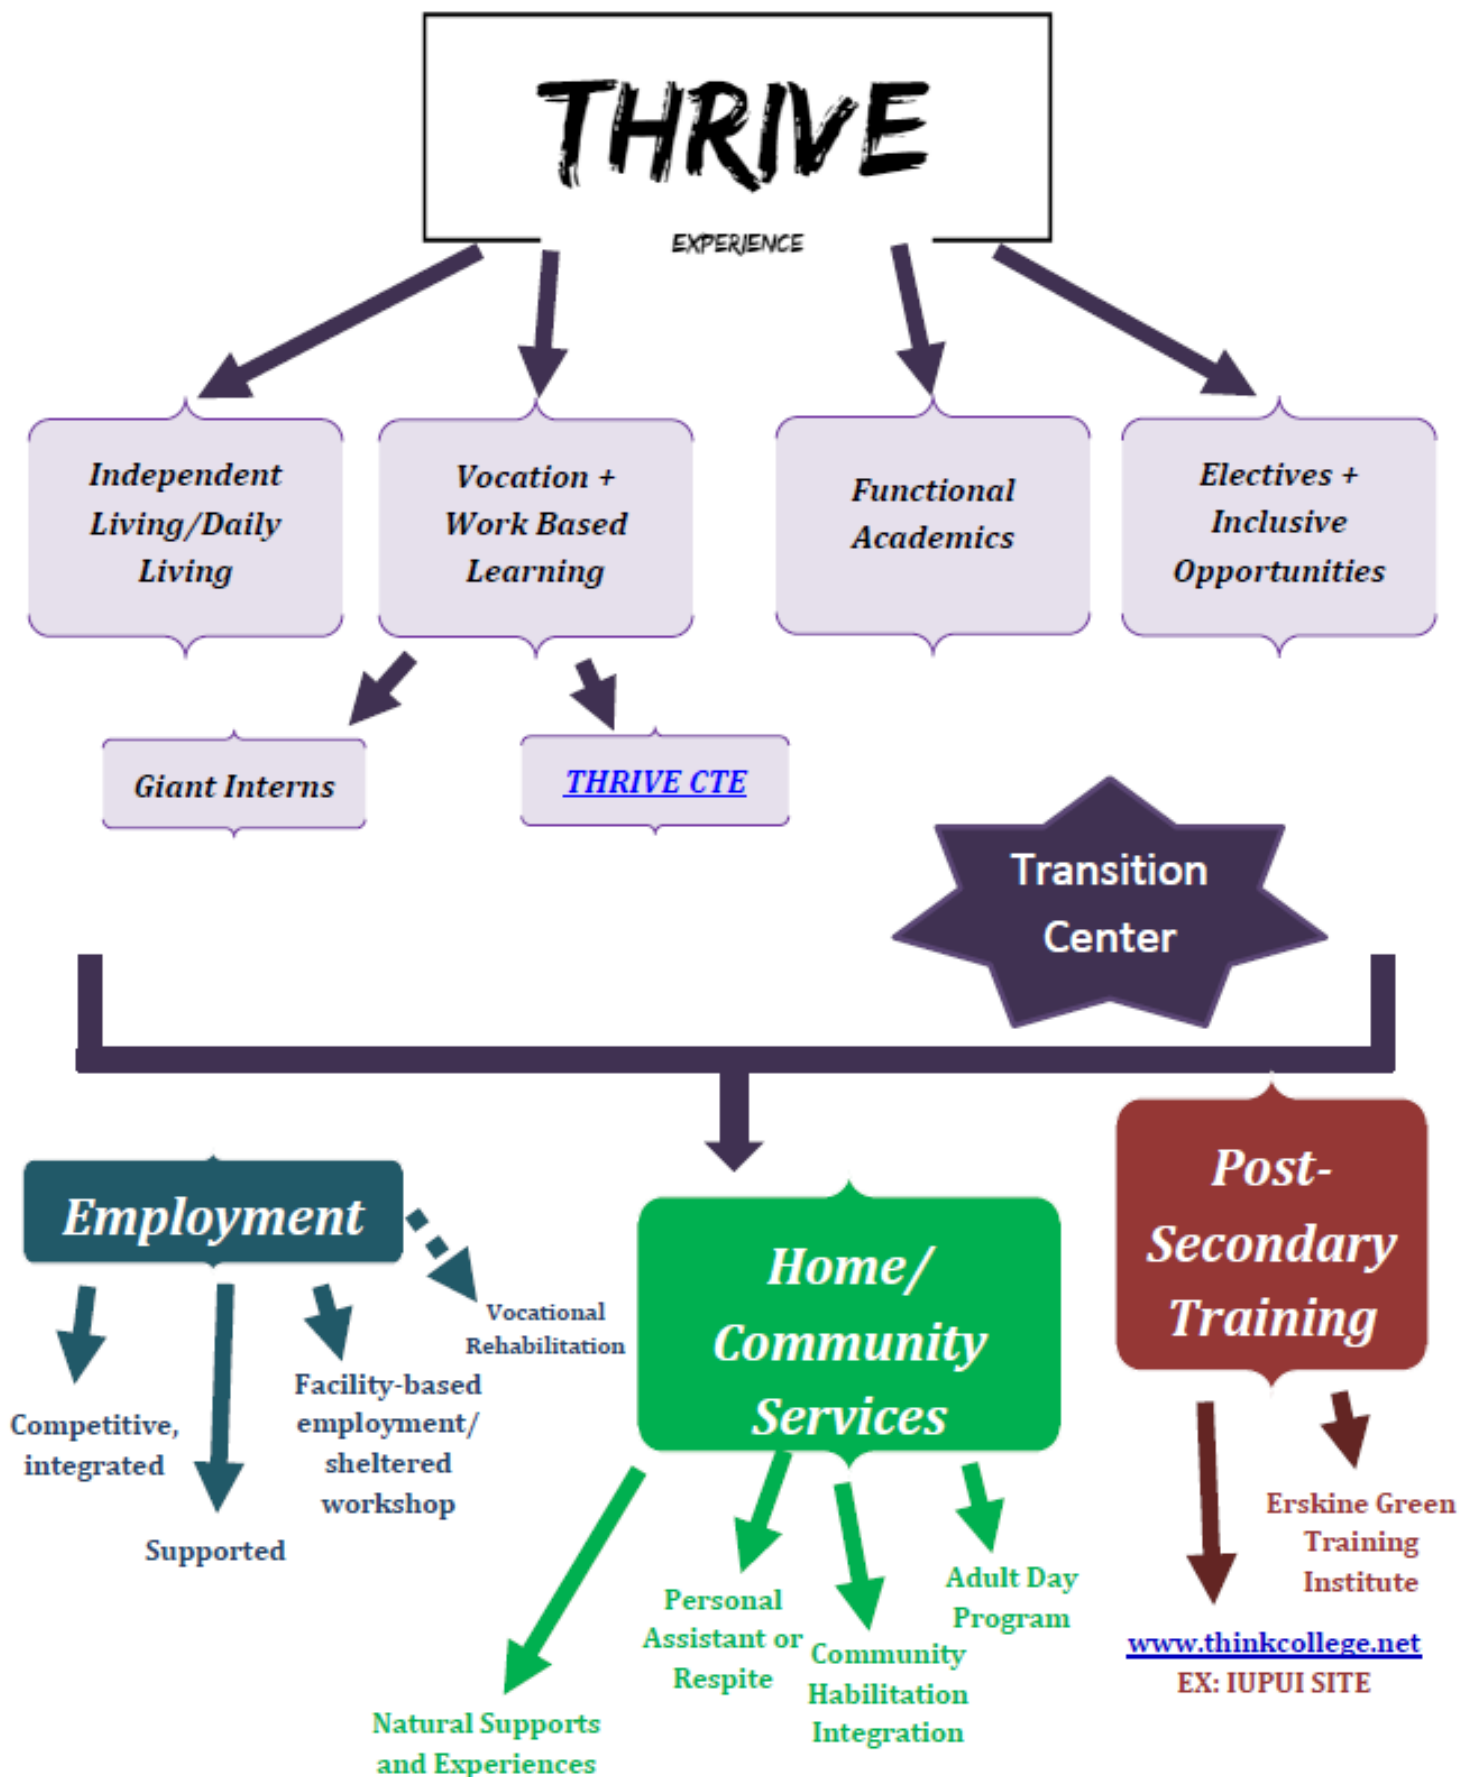 THRIVE
EXPERIENCE
Independent
Living/Daily
Living
Vocation +
Work Based
Learning
Functional
Academics
Electives +
Inclusive
Opportunities
Giant Interns
THRIVE CTE
Transition
Center
Employment
Competitive,
integrated
Supported
Facility-based
employment/
sheltered
workshop
Vocational
Rehabilitation
Home/
Community
Services
Natural Supports
and Experiences
Personal
Assistant or
Respite
Community
Habilitation
Integration
Adult Day
Program
Post-
Secondary
Training
www.thinkcollege.net
EX: IUPUI SITE
Erskine Green
Training
Institute